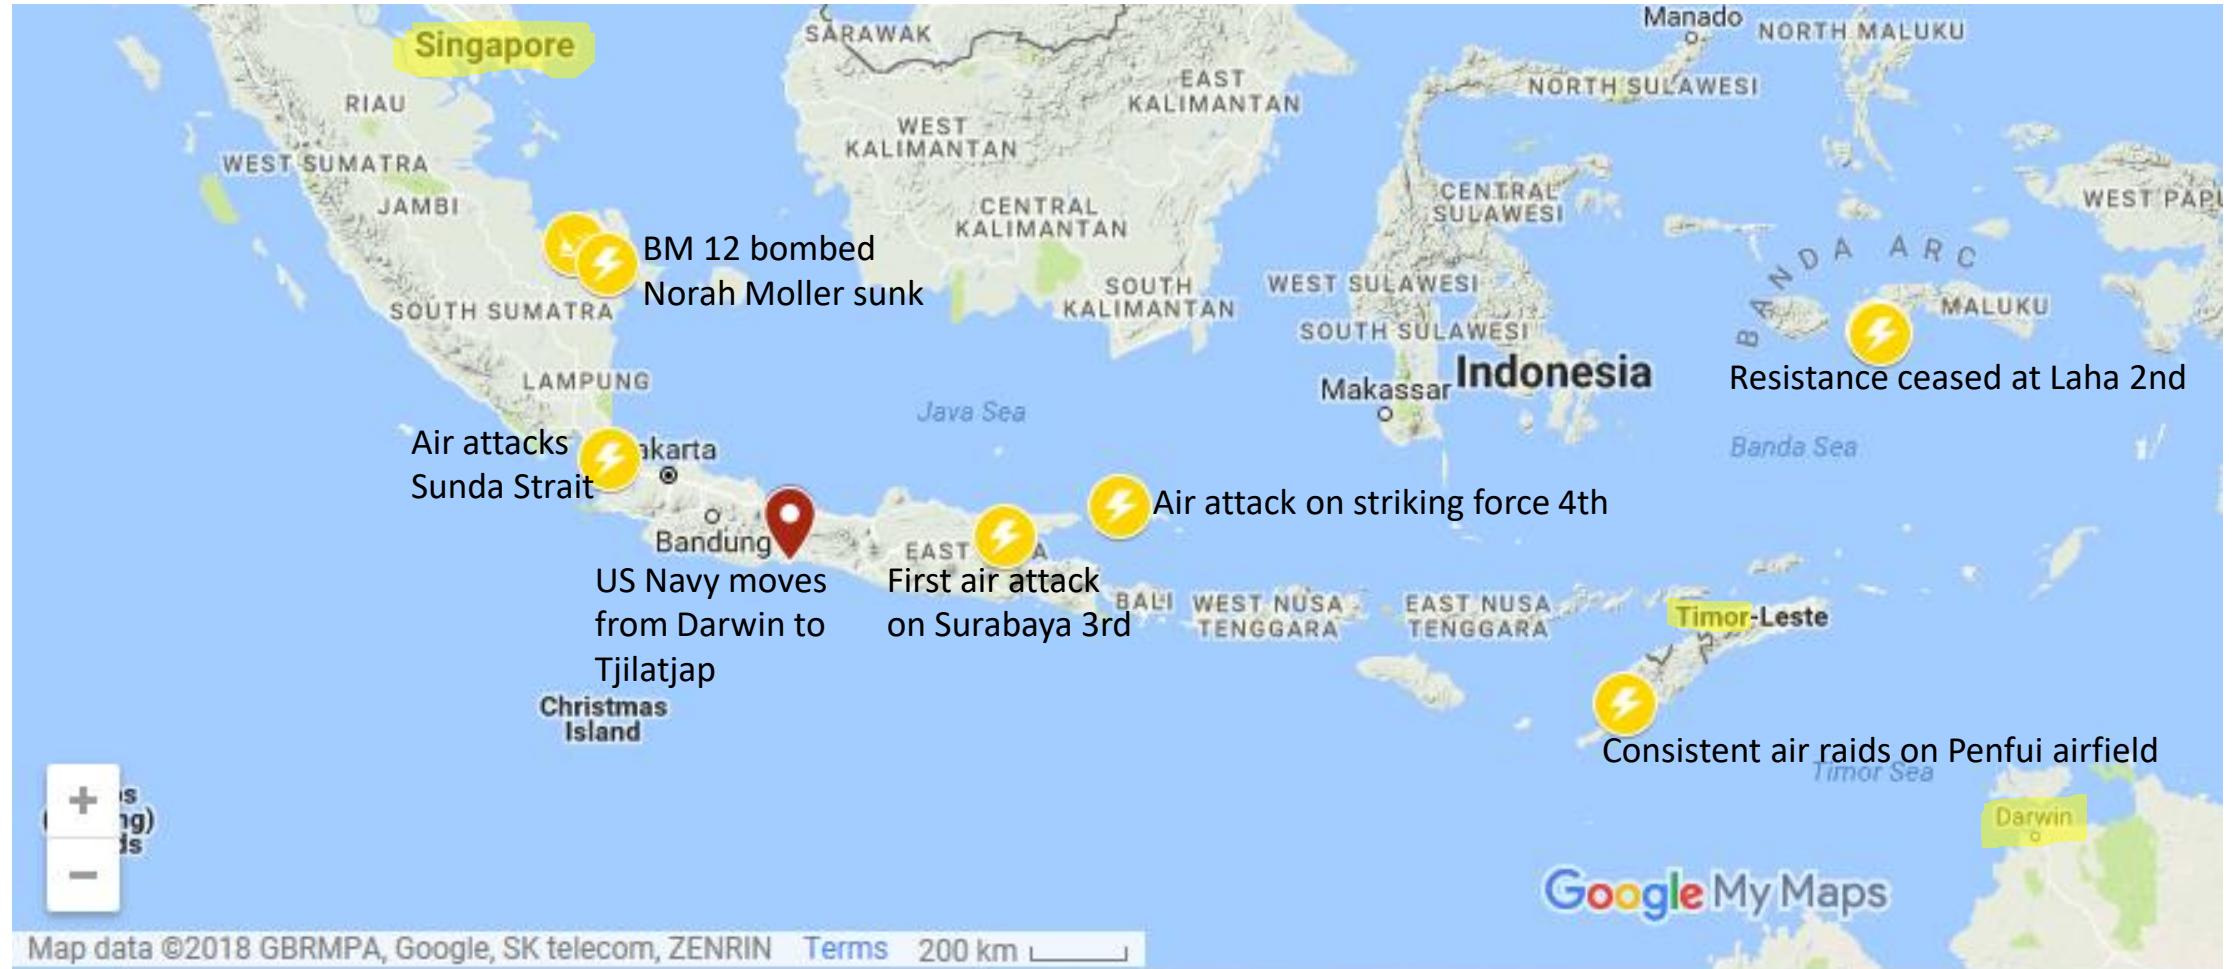 Manado
NORTH MALUKU
SARAWAK
Singapore
EAST
KALIMANTAN
NORTH SULAWESI
RIAU
WEST
KALIMANTAN
WEST SUMATRA
JAMBI
CENTRAL
SULAWESI
WEST PAPU
CENTRAL
KALIMANTAN
BM 12 bombed
Norah Moller sunk
BANDA ARC
SOUTH
KALIMANTAN
WEST SULAWESI
SOUTH SUMATRA
MALUKU
SOUTH SULAWESI
Indonesia
LAMPUNG
Makassar
Resistance ceased at Laha 2nd
Java Sea
Banda Sea
Air attacks
Sunda Strait
akarta
Air attack on striking force 4th
Bandung
EAST A
US Navy moves
from Darwin to
Tjilatjap
First air attack
on Surabaya 3rd
BALI
WEST NUSA
TENGGARA
EAST NUSA
TENGGARA
Timor-Leste
Christmas
Island
Consistent air raids on Penfui airfield
Timor Sea
+
s
ng)
ds
−
Darwin
Google My Maps
Map data ©2018 GBRMPA, Google, SK telecom, ZENRIN Terms 200 km